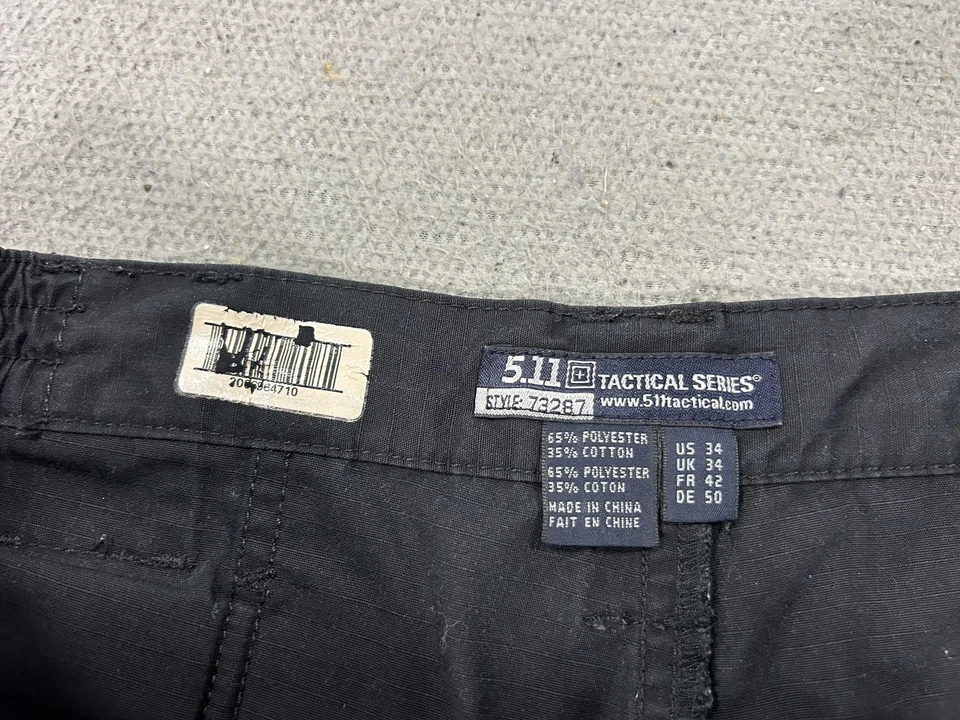 5.11 TACTICAL SERIES®
STYLE 73287 www.511tactical.com
65% POLYESTER
35% COTTON
65% POLYESTER
35% COTON
MADE IN CHINA
FAIT EN CHINE
US 34
UK 34
FR 42
DE 50